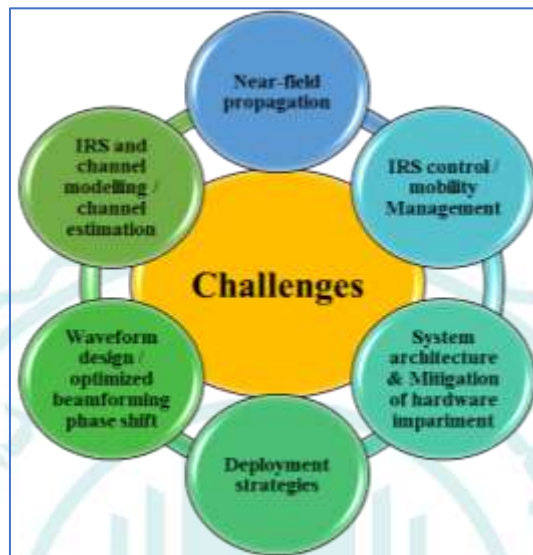 Near-field
propagation
IRS control /
mobility
Management
System
architecture
& Mitigation
of hardware
impariment
Deployment
strategies
Waveform
design /
optimized
beamforming
phase shift
IRS and
channel
modelling /
channel
estimation
Challenges